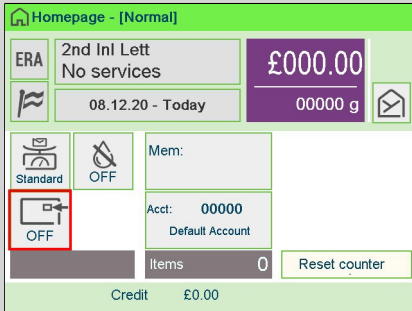 Homepage - [Normal]
ERA
2nd Inl Lett
No services
£000.00
08.12.20 - Today
00000 g
Standard
OFF
Mem:
OFF
Acct: 00000
Default Account
Items 0
Reset counter
Credit £0.00